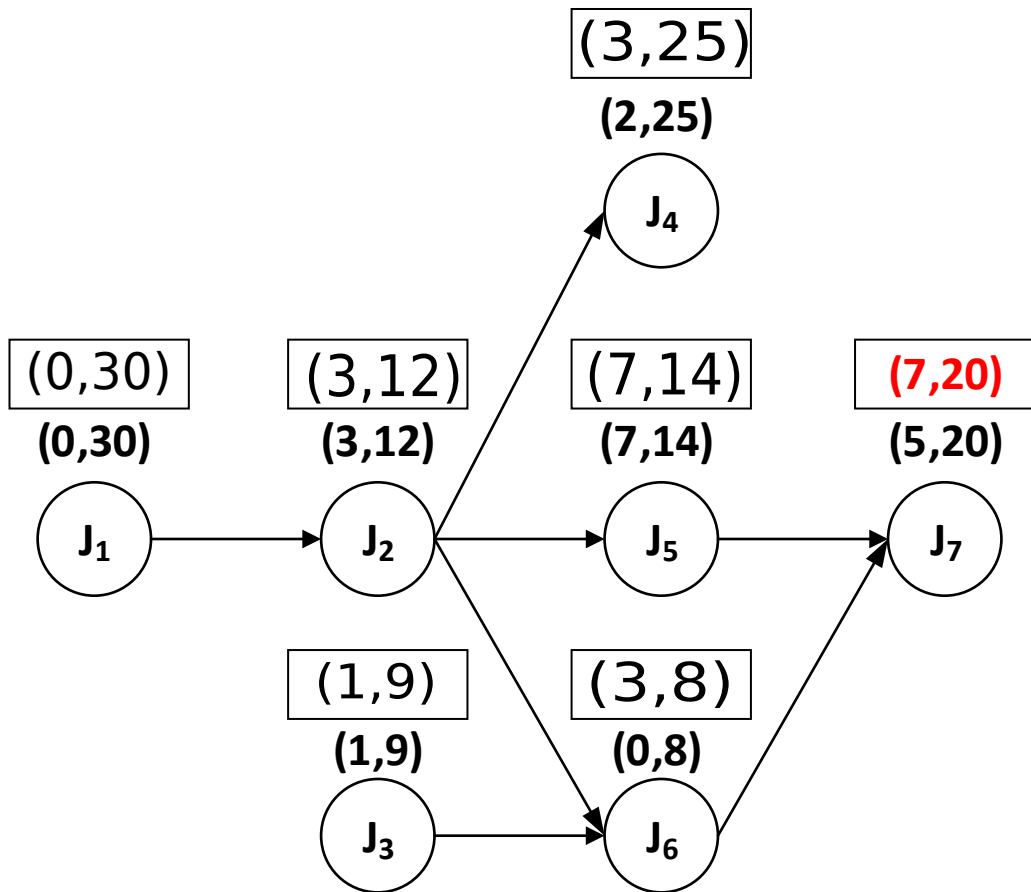 (3,25)
(2,25)
J₄
(0,30)
(0,30)
J₁
(3,12)
(3,12)
J₂
(7,14)
(7,14)
J₅
(7,20)
(5,20)
J₇
(1,9)
(1,9)
J₃
(3,8)
(0,8)
J₆